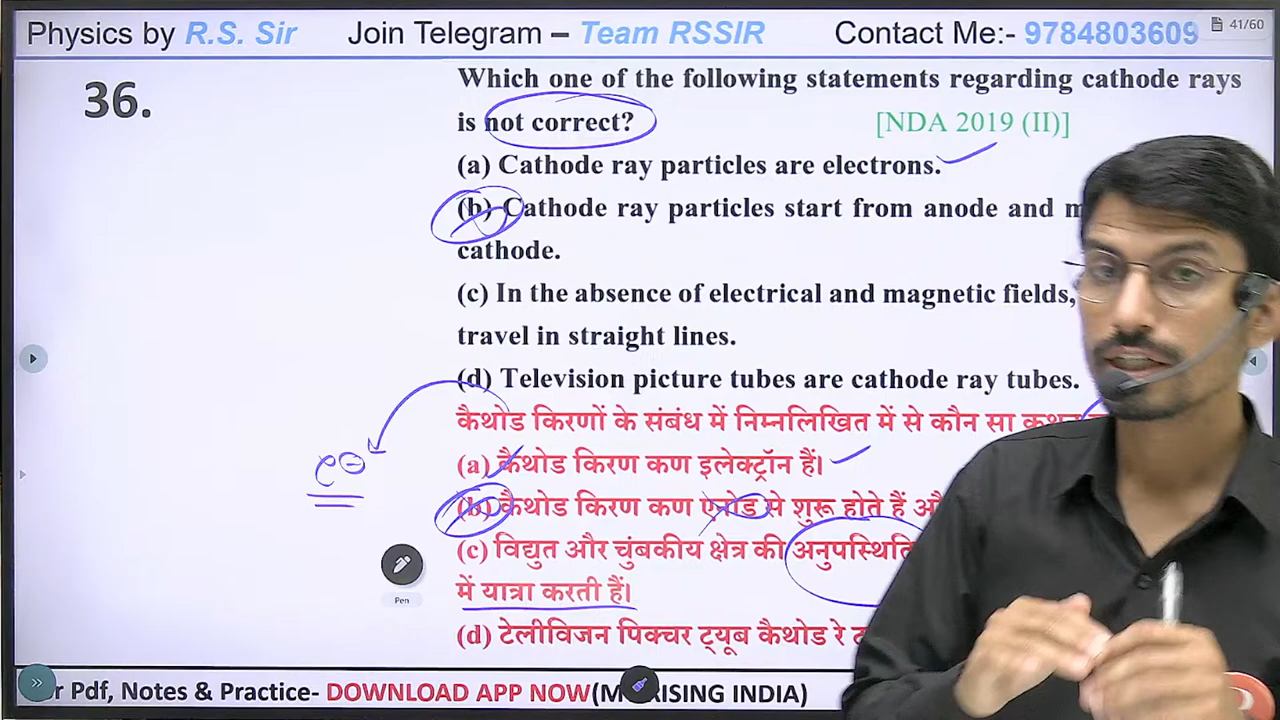 Physics by R.S. Sir Join Telegram – Team RSSIR Contact Me:- 9784803609 41/60
36.
Which one of the following statements regarding cathode rays
is not correct? [NDA 2019 (II)]
(a) Cathode ray particles are electrons.
(b) Cathode ray particles start from anode and
cathode.
(c) In the absence of electrical and magnetic fields,
travel in straight lines.
(d) Television picture tubes are cathode ray tubes.
कैथोड किरणों के संबंध में निम्नलिखित में से कौन सा कथन
(a) कैथोड किरण कण इलेक्ट्रॉन हैं।
e⊖
(b) कैथोड किरण कण एनोड से शुरू होते हैं
(c) विद्युत और चुंबकीय क्षेत्र की अनुपस्थिति
में यात्रा करती हैं।
Pen
(d) टेलीविजन पिक्चर ट्यूब कैथोड रे
r Pdf, Notes & Practice- DOWNLOAD APP NOW RISING INDIA)